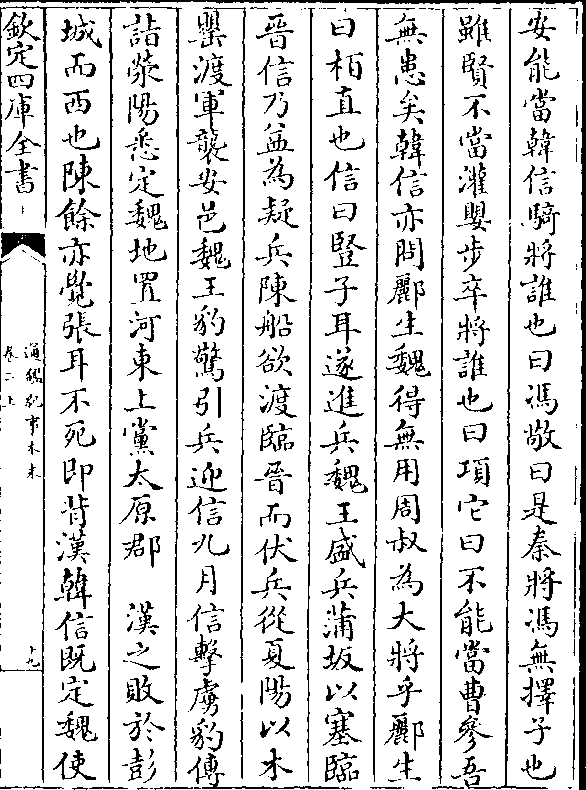 安能當韓信騎將誰也曰馮敬曰是秦將馮無擇子也
雖賢不當灌嬰步卒將誰也曰項它曰不能當曹參吾
無患矣韓信亦問酈生魏得無用周叔為大將乎酈生
曰栢直也信曰豎子耳遂進兵魏王盛兵蒲坂以塞臨
晉信乃益為疑兵陳船欲渡臨晉而伏兵從夏陽以木
罌渡軍襲安邑魏王豹驚引兵迎信九月信擊虜豹傳
詣滎陽悉定魏地置河東上黨太原郡　漢之敗於彭
城而西也陳餘亦覺張耳不死即背漢韓信既定魏使
欽定四庫全書
通鑑紀事本末
卷二上
十九